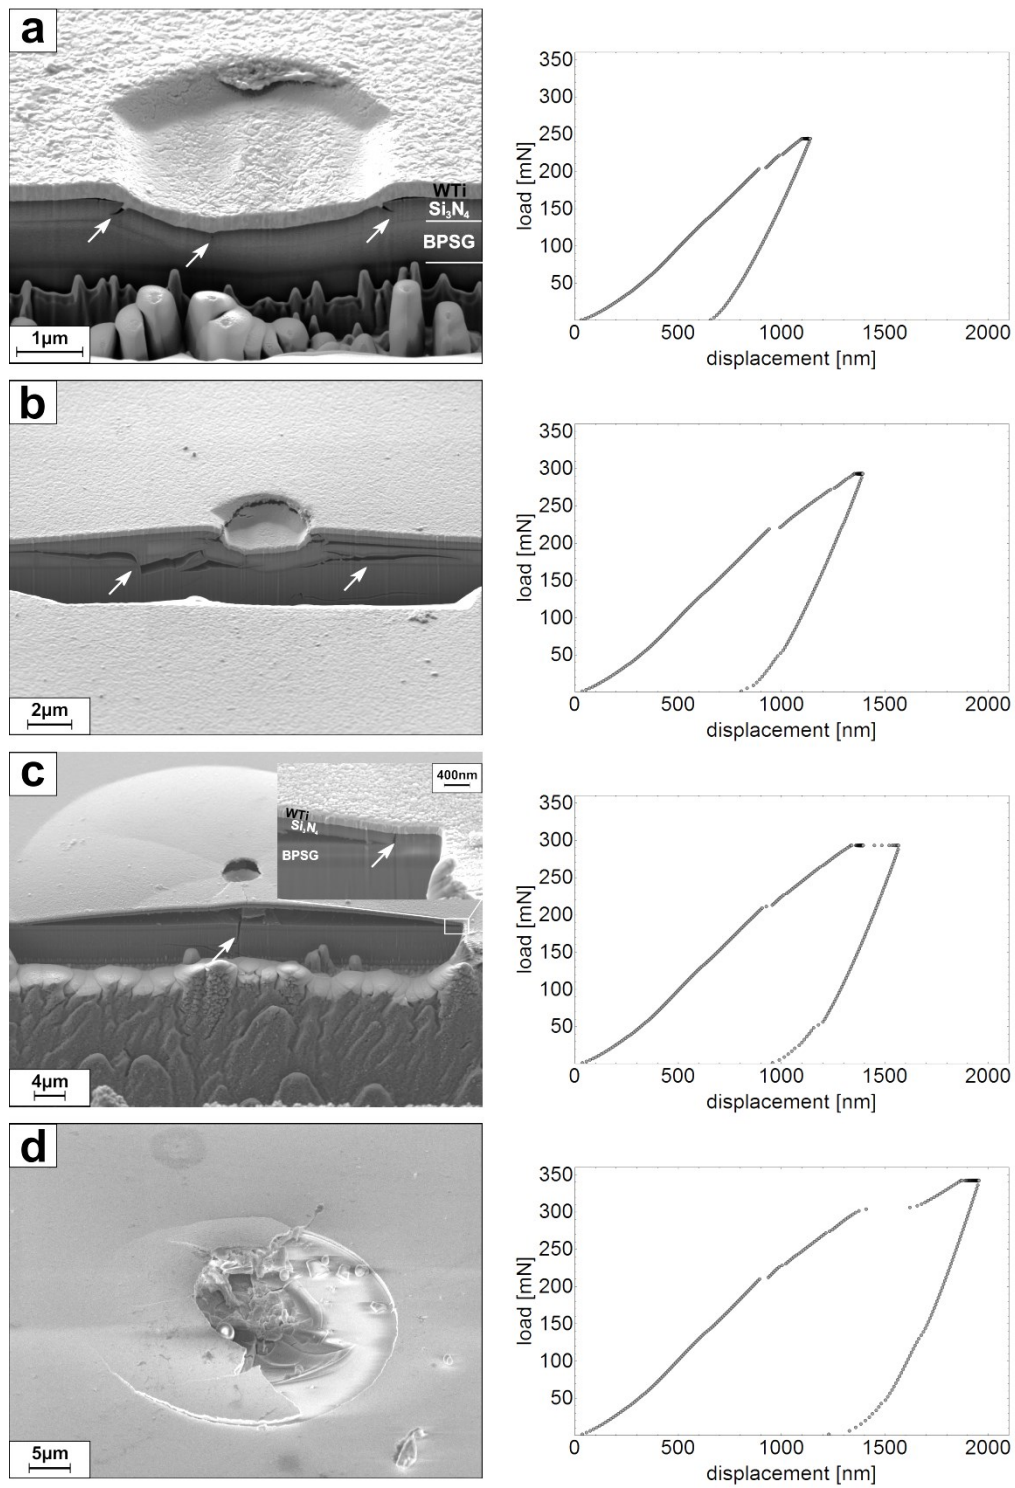 a
WTi
Si₃N₄
BPSG
1µm
350
300
250
200
150
100
50
0 500 1000 1500 2000
load [mN]
displacement [nm]
b
2µm
350
300
250
200
150
100
50
0 500 1000 1500 2000
load [mN]
displacement [nm]
c
400nm
WTi
Si₃N₄
BPSG
4µm
350
300
250
200
150
100
50
0 500 1000 1500 2000
load [mN]
displacement [nm]
d
5µm
350
300
250
200
150
100
50
0 500 1000 1500 2000
load [mN]
displacement [nm]